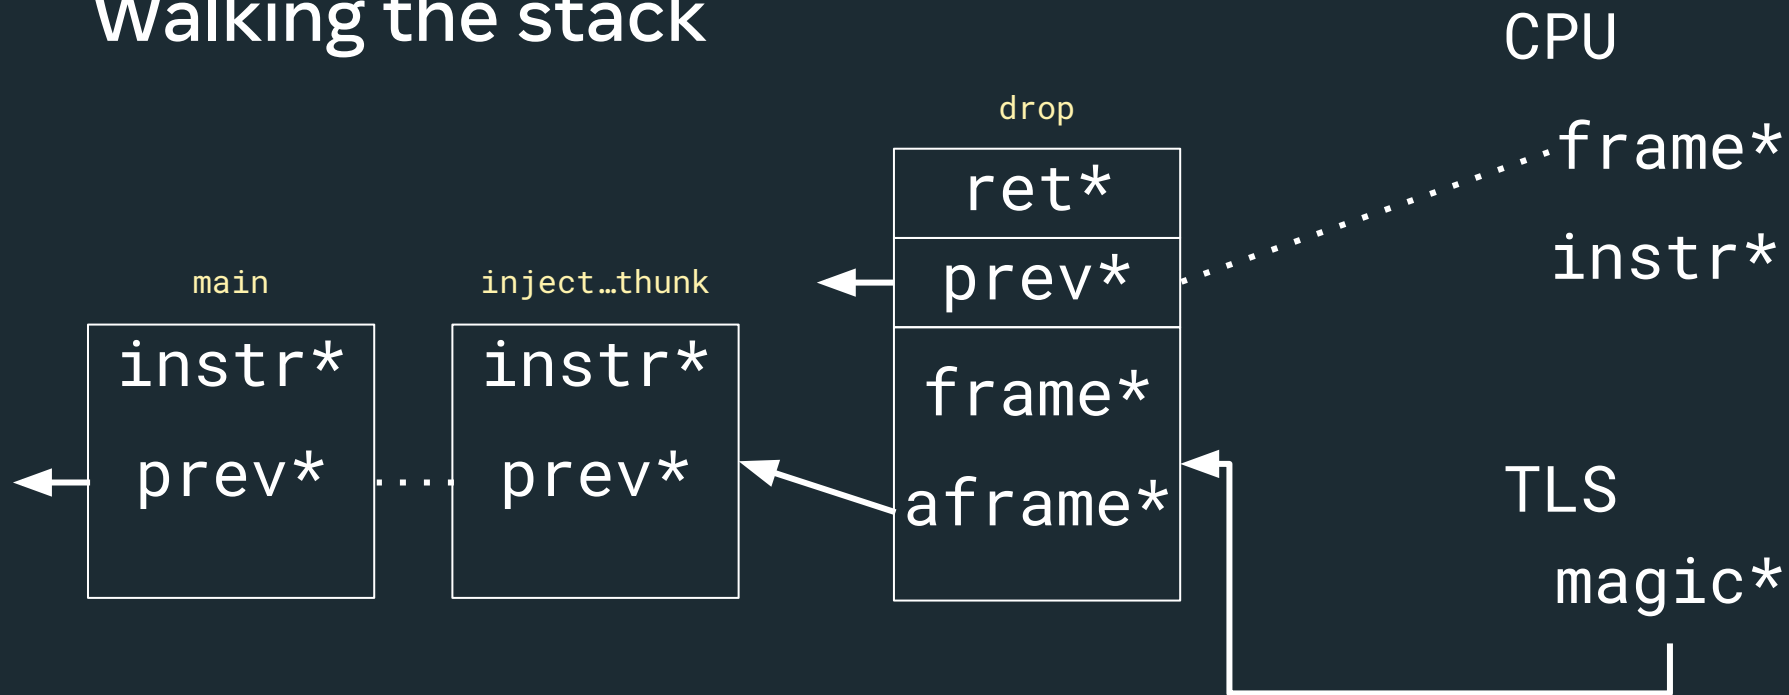 Walking the stack
CPU
drop
frame*
ret*
instr*
prev*
main
inject…thunk
instr*
instr*
frame*
prev*
prev*
aframe*
TLS
magic*